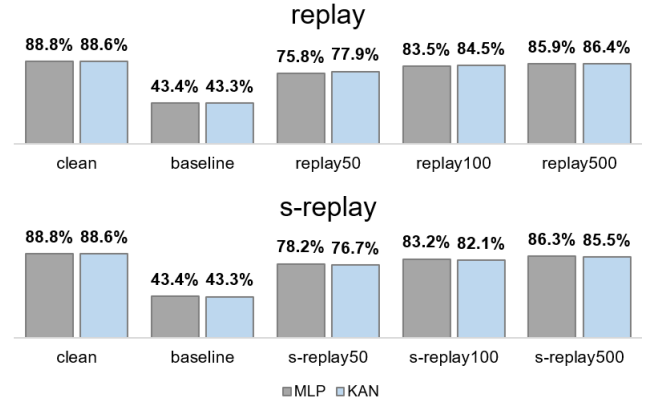 replay
88.8% 88.6% 43.4% 43.3% 75.8% 77.9% 83.5% 84.5% 85.9% 86.4%
clean baseline replay50 replay100 replay500
s-replay
88.8% 88.6% 43.4% 43.3% 78.2% 76.7% 83.2% 82.1% 86.3% 85.5%
clean baseline s-replay50 s-replay100 s-replay500
MLP KAN